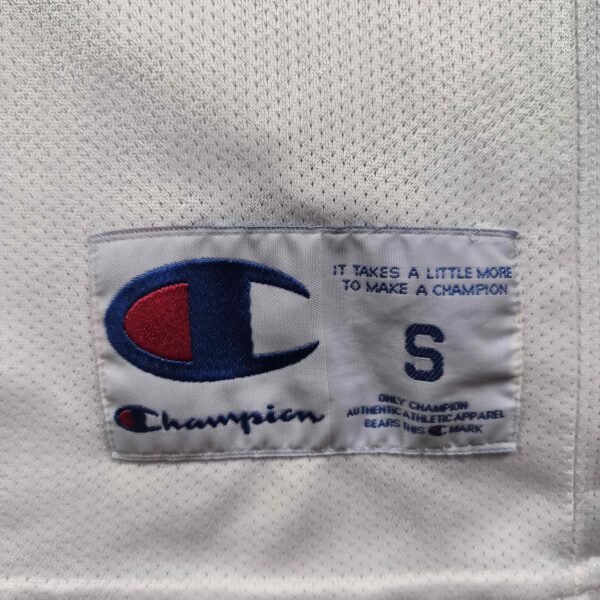 Champion
IT TAKES A LITTLE MORE
TO MAKE A CHAMPION
S
ONLY CHAMPION
AUTHENTIC ATHLETIC APPAREL
BEARS THIS C MARK